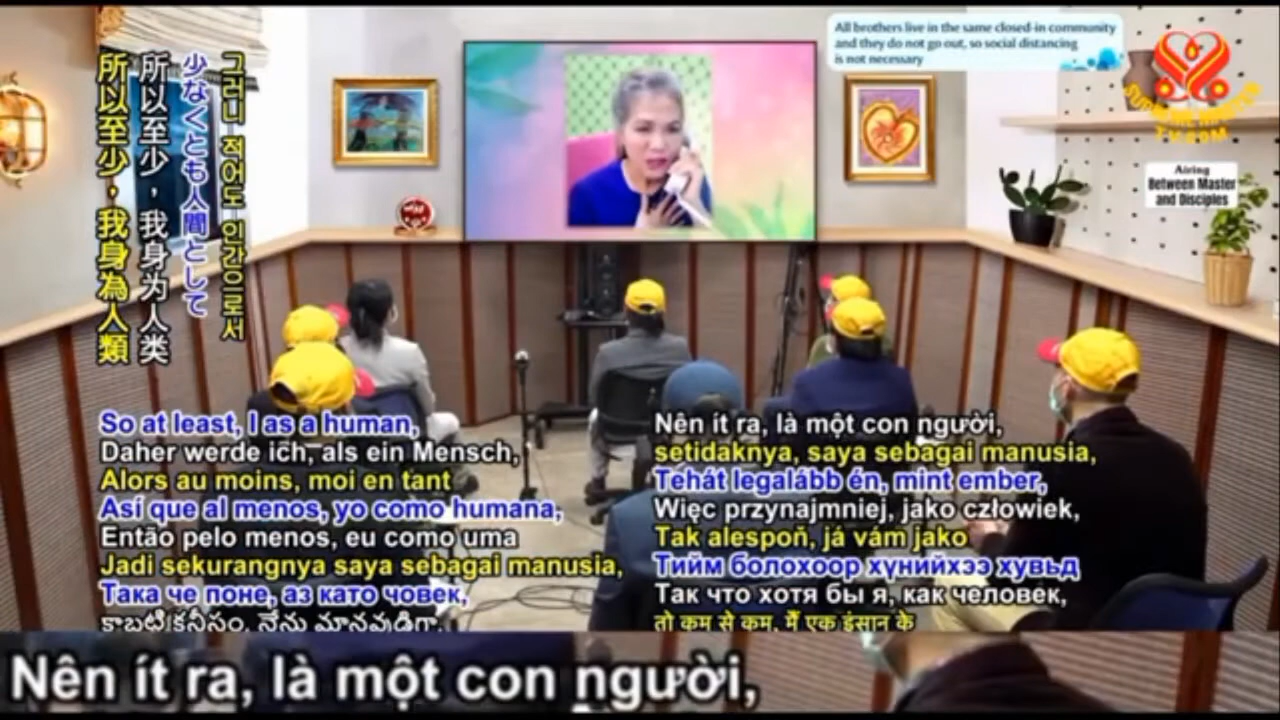 All brothers live in the same closed-in community
and they do not go out, so social distancing
is not necessary
SUPREME MASTER
TV.COM
Airing
Between Master
and Disciples
그러니 적어도 인간으로서
少なくとも人間として
所以至少，我身为人类
所以至少，我身為人類
So at least, I as a human,
Daher werde ich, als ein Mensch,
Alors au moins, moi en tant
Así que al menos, yo como humana,
Então pelo menos, eu como uma
Jadi sekurangnya saya sebagai manusia,
Така че поне, аз като човек,
కాబట్టి కనీసం, నేను మానవుడిగా,
Nên ít ra, là một con người,
setidaknya, saya sebagai manusia,
Tehát legalább én, mint ember,
Więc przynajmniej, jako człowiek,
Tak alespoň, já vám jako
Тийм болохоор хүнийхээ хувьд
Так что хотя бы я, как человек,
तो कम से कम, मैं एक इंसान के
Nên ít ra, là một con người,